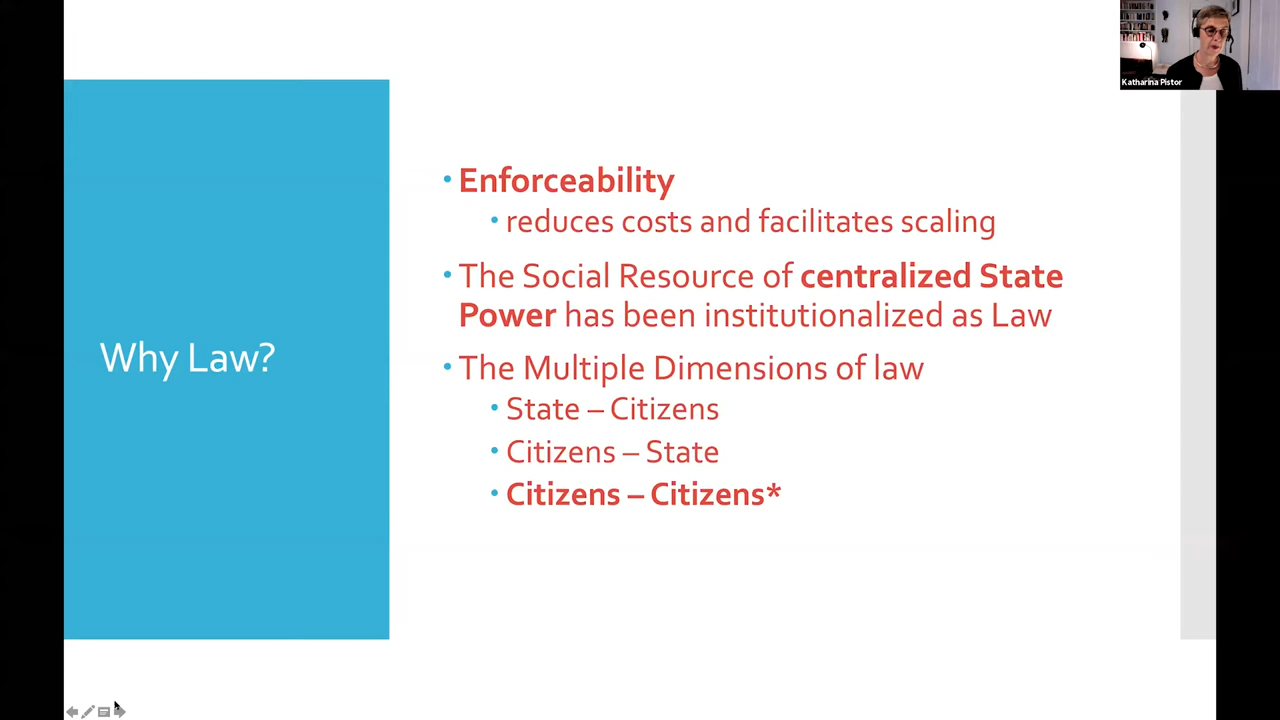 Katharina Pistor
Why Law?
• Enforceability
• reduces costs and facilitates scaling
• The Social Resource of centralized State
Power has been institutionalized as Law
• The Multiple Dimensions of law
• State – Citizens
• Citizens – State
• Citizens – Citizens*